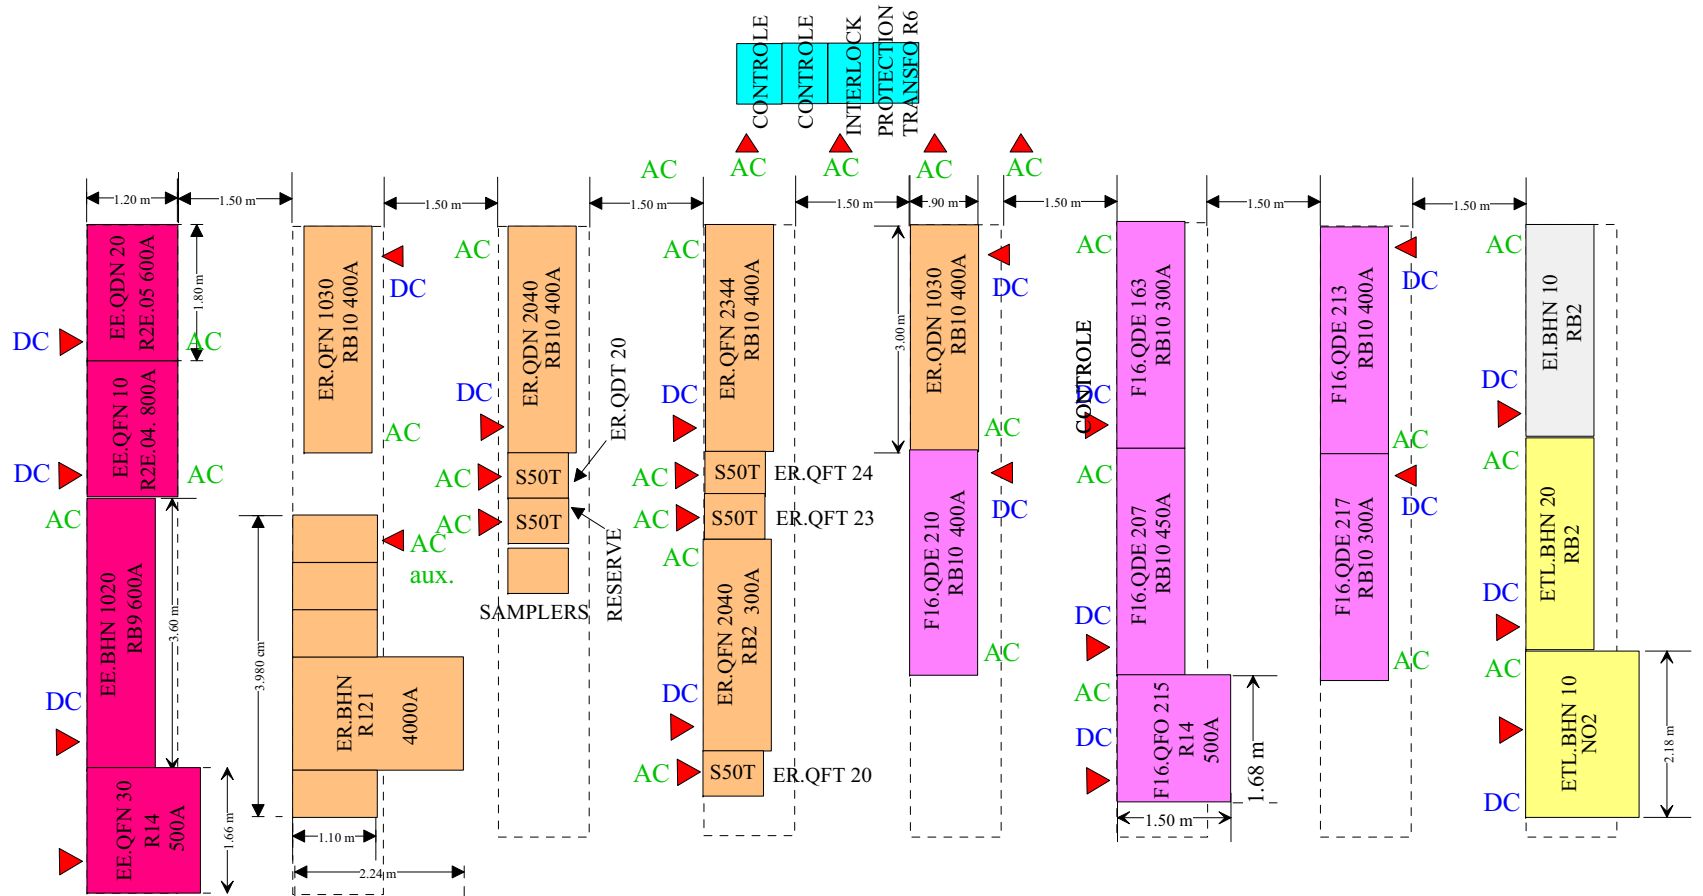 CONTROLE
CONTROLE
INTERLOCK
PROTECTION
TRANSFO R6
AC
AC
AC
AC
AC
1.20 m
1.50 m
1.50 m
1.50 m
1.50 m
.90 m
1.50 m
1.50 m
1.50 m
EE.QDN 20
R2E.05 600A
1.80 m
DC
AC
EE.QFN 10
R2E.04. 800A
DC
AC
AC
EE.BHN 1020
RB9 600A
3.60 m
DC
EE.QFN 30
R14
500A
1.66 m
ER.QFN 1030
RB10 400A
DC
AC
AC
aux.
3.980 cm
ER.BHN
R121
4000A
1.10 m
2.24 m
AC
ER.QDN 2040
RB10 400A
DC
ER.QDT 20
AC
S50T
AC
S50T
RESERVE
SAMPLERS
AC
ER.QFN 2344
RB10 400A
DC
AC
S50T
ER.QFT 24
AC
S50T
ER.QFT 23
AC
ER.QFN 2040
RB2 300A
DC
AC
S50T
ER.QFT 20
3.00 m
ER.QDN 1030
RB10 400A
DC
AC
F16.QDE 210
RB10 400A
DC
AC
CONTROLE
AC
F16.QDE 163
RB10 300A
DC
AC
F16.QDE 207
RB10 450A
DC
AC
F16.QFO 215
R14
500A
DC
1.68 m
1.50 m
F16.QDE 213
RB10 400A
DC
AC
F16.QDE 217
RB10 300A
DC
AC
AC
EI.BHN 10
RB2
DC
AC
ETL.BHN 20
RB2
DC
AC
ETL.BHN 10
NO2
DC
2.18 m